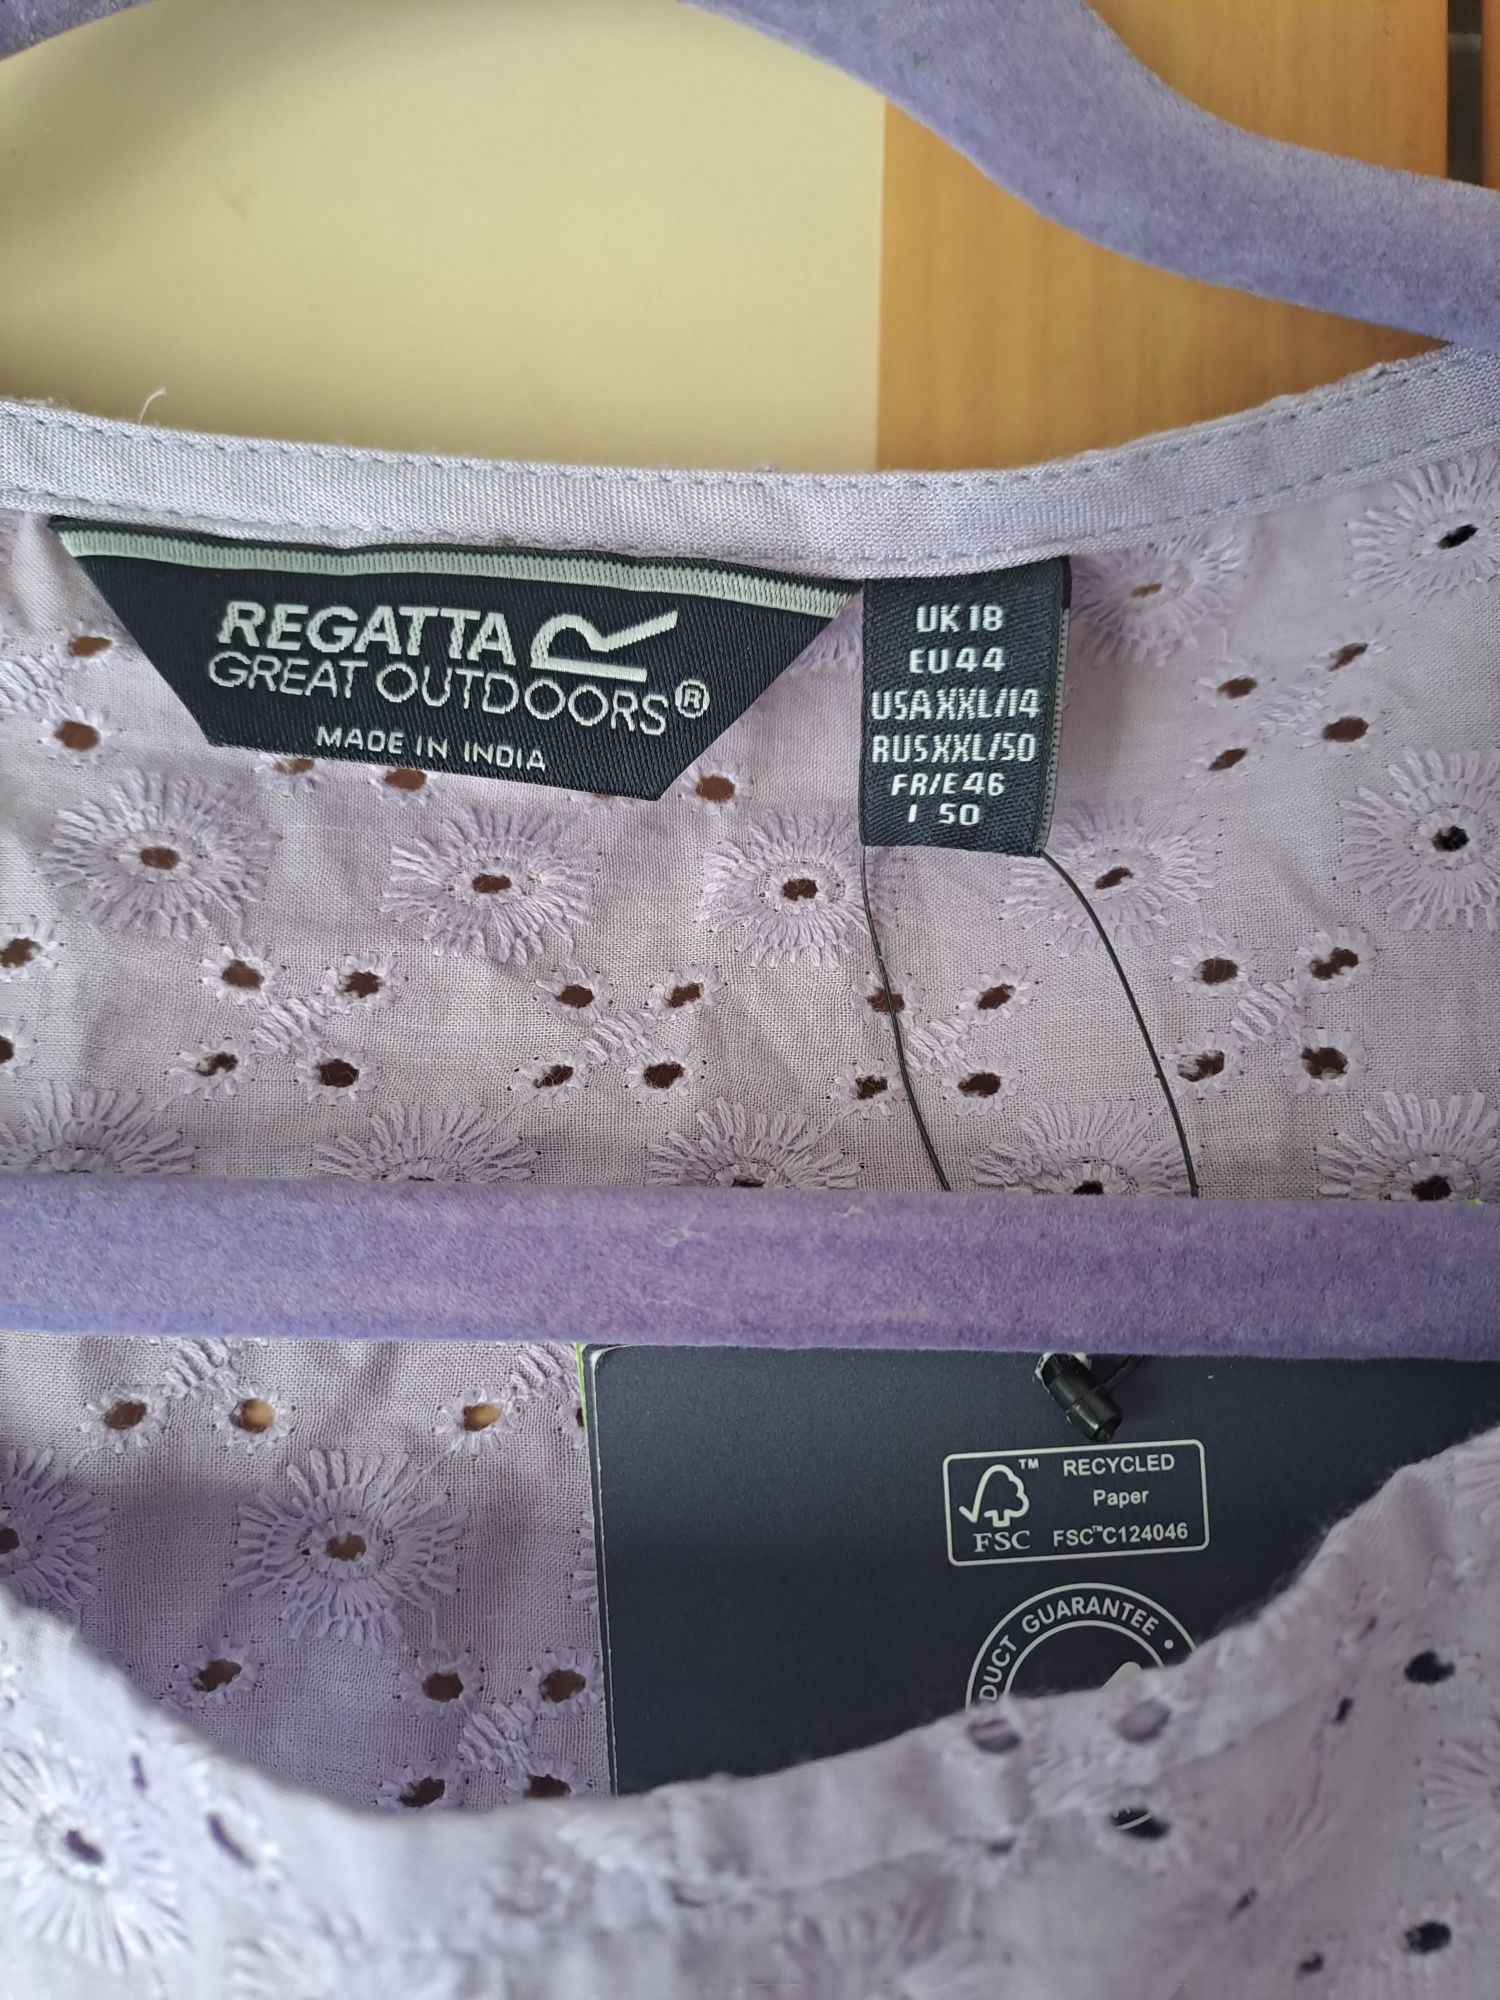 REGATTA
GREAT OUTDOORS®
MADE IN INDIA
UK 18
EU 44
USA XXL/14
RUS XXL/50
FR/E 46
I 50
™ RECYCLED
Paper
FSC FSC™ C124046
DUCT GUARANTEE •